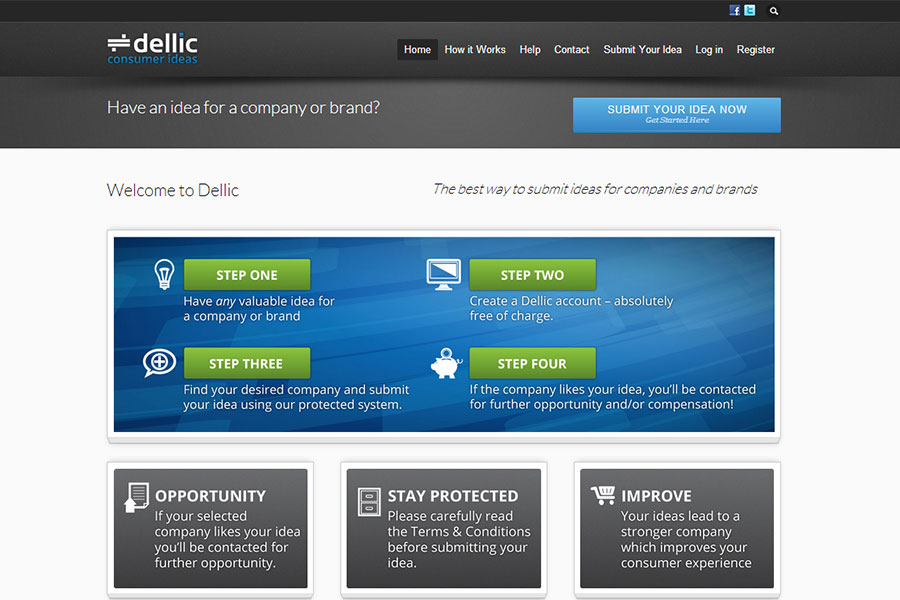 dellic
consumer ideas
Home How it Works Help Contact Submit Your Idea Log in Register
Have an idea for a company or brand?
SUBMIT YOUR IDEA NOW
Get Started Here
Welcome to Dellic
The best way to submit ideas for companies and brands
STEP ONE
Have any valuable idea for
a company or brand
STEP TWO
Create a Dellic account – absolutely
free of charge.
STEP THREE
Find your desired company and submit
your idea using our protected system.
STEP FOUR
If the company likes your idea, you'll be contacted
for further opportunity and/or compensation!
OPPORTUNITY
If your selected
company likes your idea
you'll be contacted for
further opportunity.
STAY PROTECTED
Please carefully read
the Terms & Conditions
before submitting your
idea.
IMPROVE
Your ideas lead to a
stronger company
which improves your
consumer experience